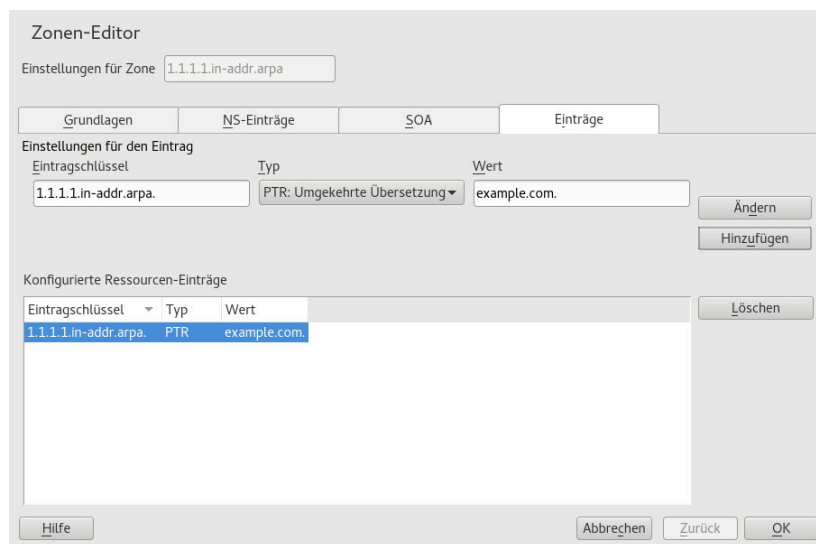 Zonen-Editor
Einstellungen für Zone 1.1.1.1.in-addr.arpa
Grundlagen NS-Einträge SOA Einträge
Einstellungen für den Eintrag
Eintragschlüssel Typ Wert
1.1.1.1.in-addr.arpa. PTR: Umgekehrte Übersetzung example.com.
Ändern
Hinzufügen
Konfigurierte Ressourcen-Einträge
Eintragschlüssel Typ Wert Löschen
1.1.1.1.in-addr.arpa. PTR example.com.
Hilfe Abbrechen Zurück OK